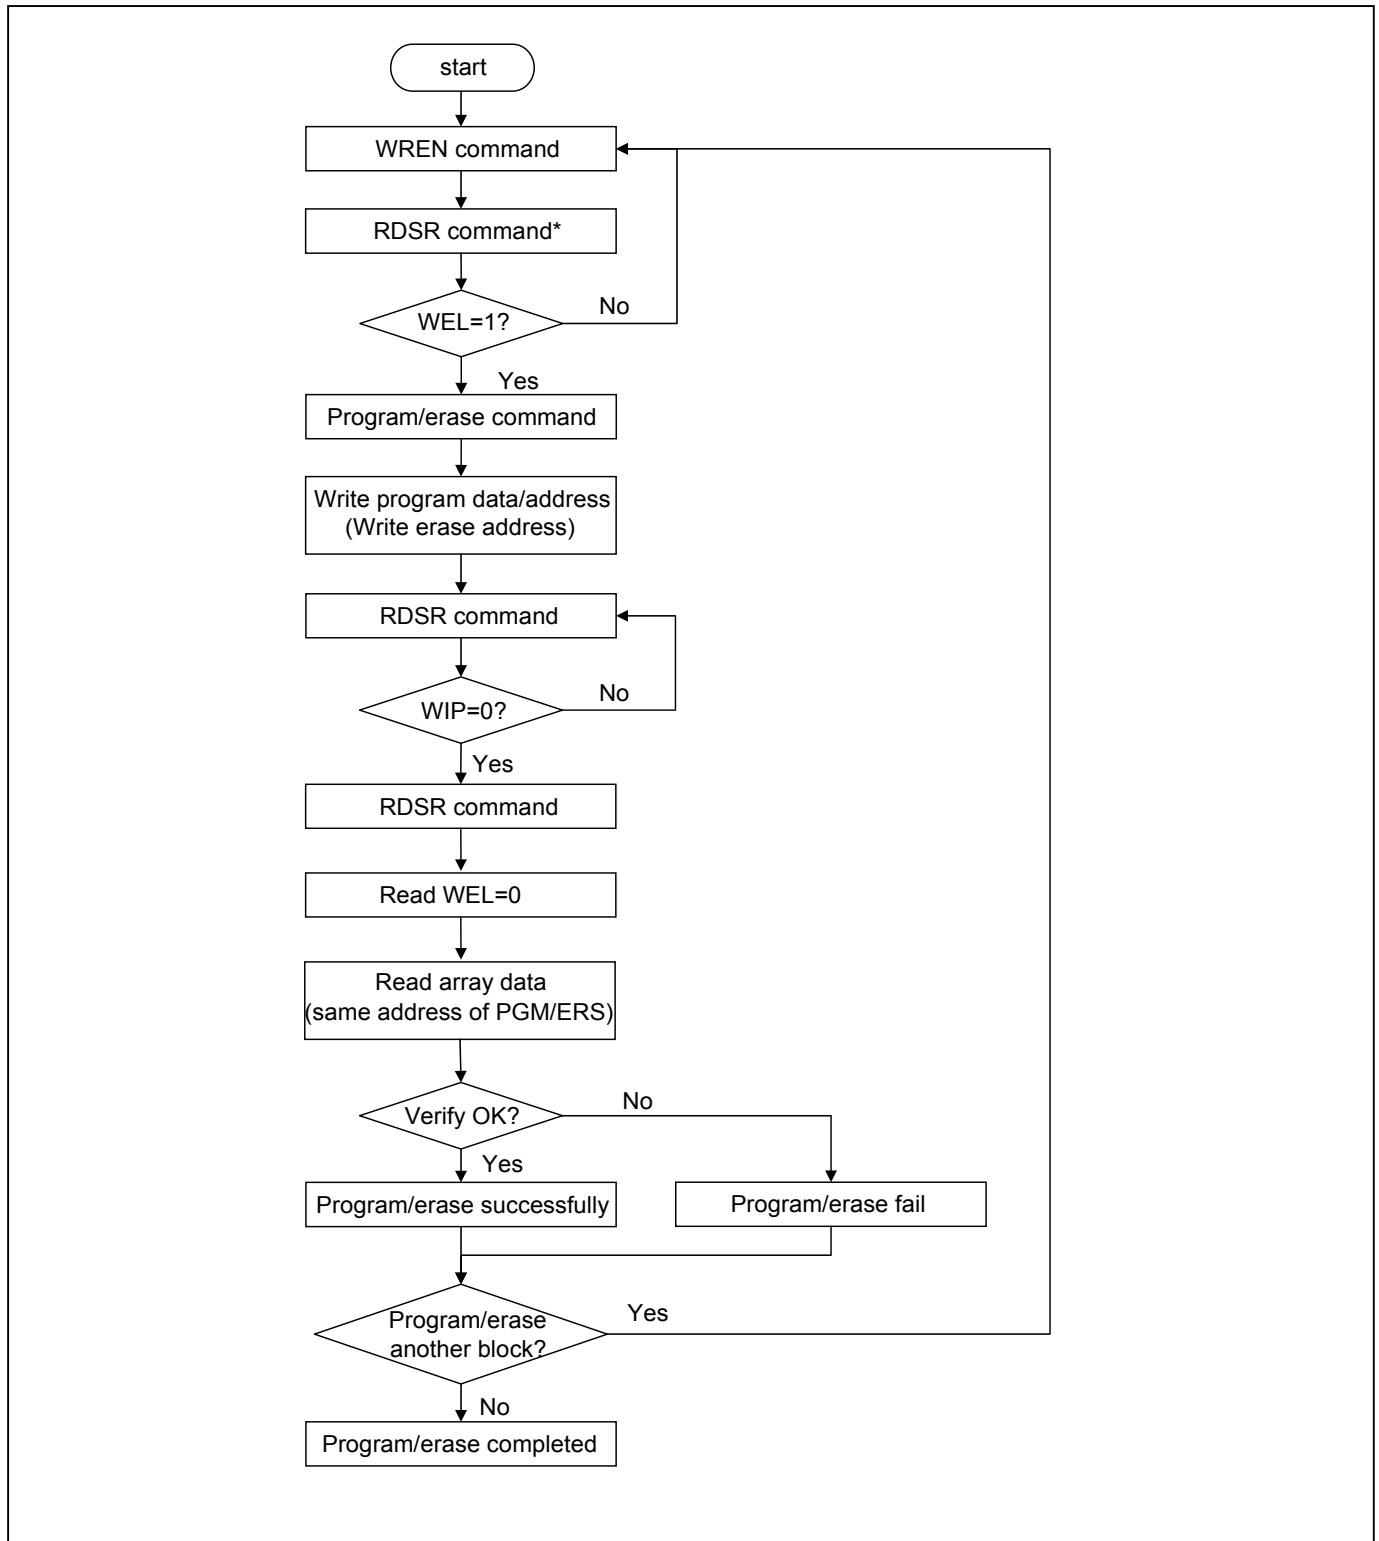 start
WREN command
RDSR command*
WEL=1?
No
Yes
Program/erase command
Write program data/address
(Write erase address)
RDSR command
WIP=0?
No
Yes
RDSR command
Read WEL=0
Read array data
(same address of PGM/ERS)
Verify OK?
No
Yes
Program/erase successfully
Program/erase fail
Program/erase
another block?
Yes
No
Program/erase completed